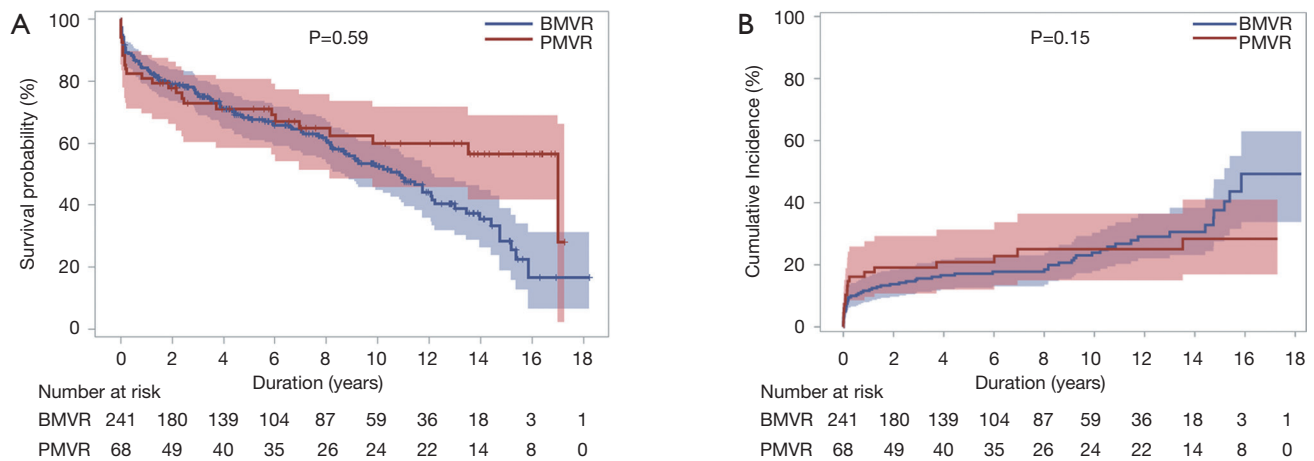 A
P=0.59
BMVR
PMVR
Survival probability (%)
100
80
60
40
20
0
0 2 4 6 8 10 12 14 16 18
Duration (years)
Number at risk
BMVR 241 180 139 104 87 59 36 18 3 1
PMVR 68 49 40 35 26 24 22 14 8 0
B
P=0.15
BMVR
PMVR
Cumulative Incidence (%)
100
80
60
40
20
0
0 2 4 6 8 10 12 14 16 18
Duration (years)
Number at risk
BMVR 241 180 139 104 87 59 36 18 3 1
PMVR 68 49 40 35 26 24 22 14 8 0